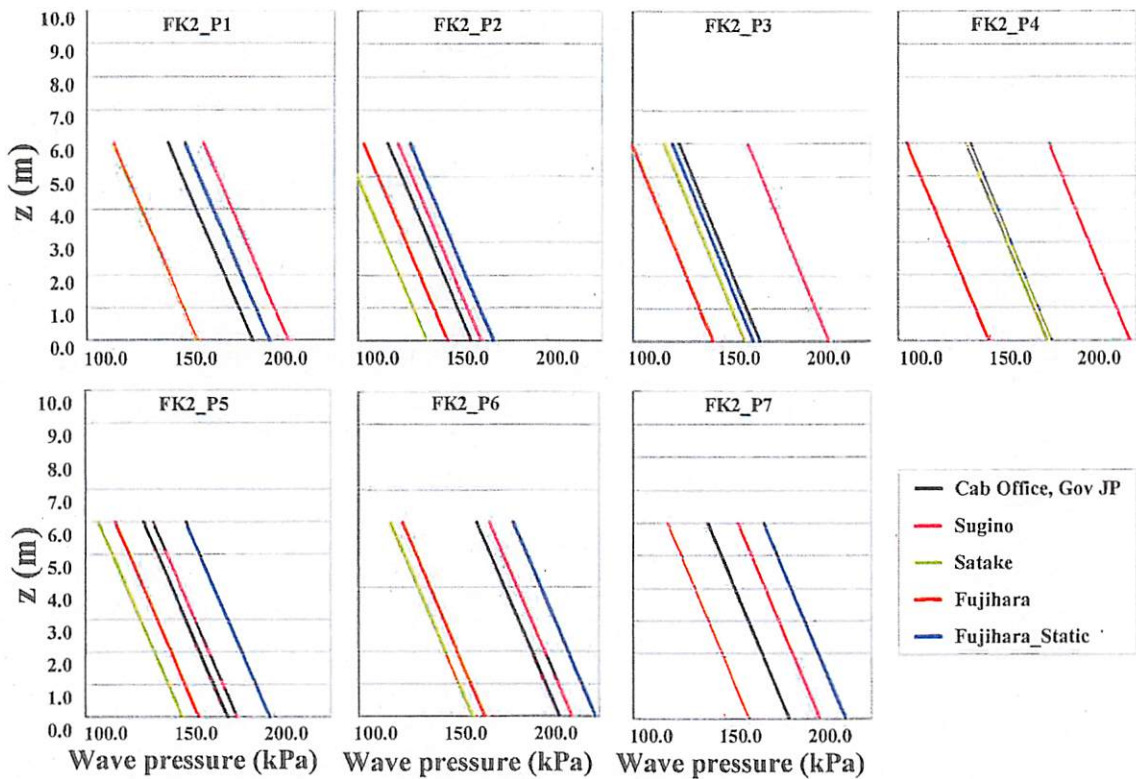 FK2_P1
FK2_P2
FK2_P3
FK2_P4
10.0
9.0
8.0
7.0
6.0
5.0
4.0
3.0
2.0
1.0
0.0
z (m)
100.0 150.0 200.0
100.0 150.0 200.0
100.0 150.0 200.0
100.0 150.0 200.0
FK2_P5
FK2_P6
FK2_P7
10.0
9.0
8.0
7.0
6.0
5.0
4.0
3.0
2.0
1.0
0.0
z (m)
100.0 150.0 200.0
100.0 150.0 200.0
100.0 150.0 200.0
Wave pressure (kPa)
Wave pressure (kPa)
Wave pressure (kPa)
Cab Office, Gov JP
Sugino
Satake
Fujihara
Fujihara_Static